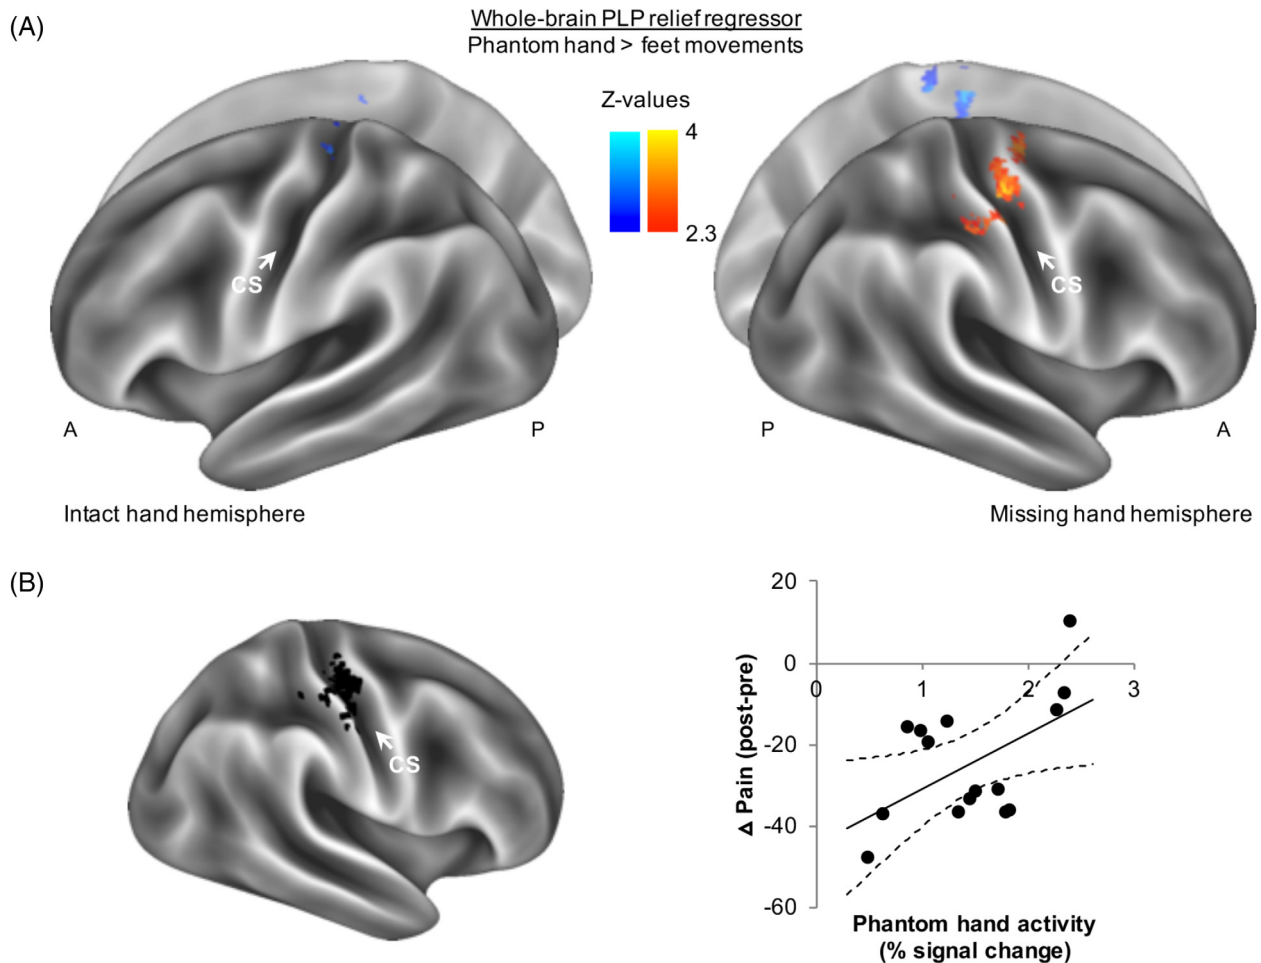 (A)
Whole-brain PLP relief regressor
Phantom hand > feet movements
Z-values
4
2.3
CS
CS
A
P
P
A
Intact hand hemisphere
Missing hand hemisphere
(B)
CS
20
0
-20
-40
-60
0
1
2
3
Δ Pain (post-pre)
Phantom hand activity
(% signal change)